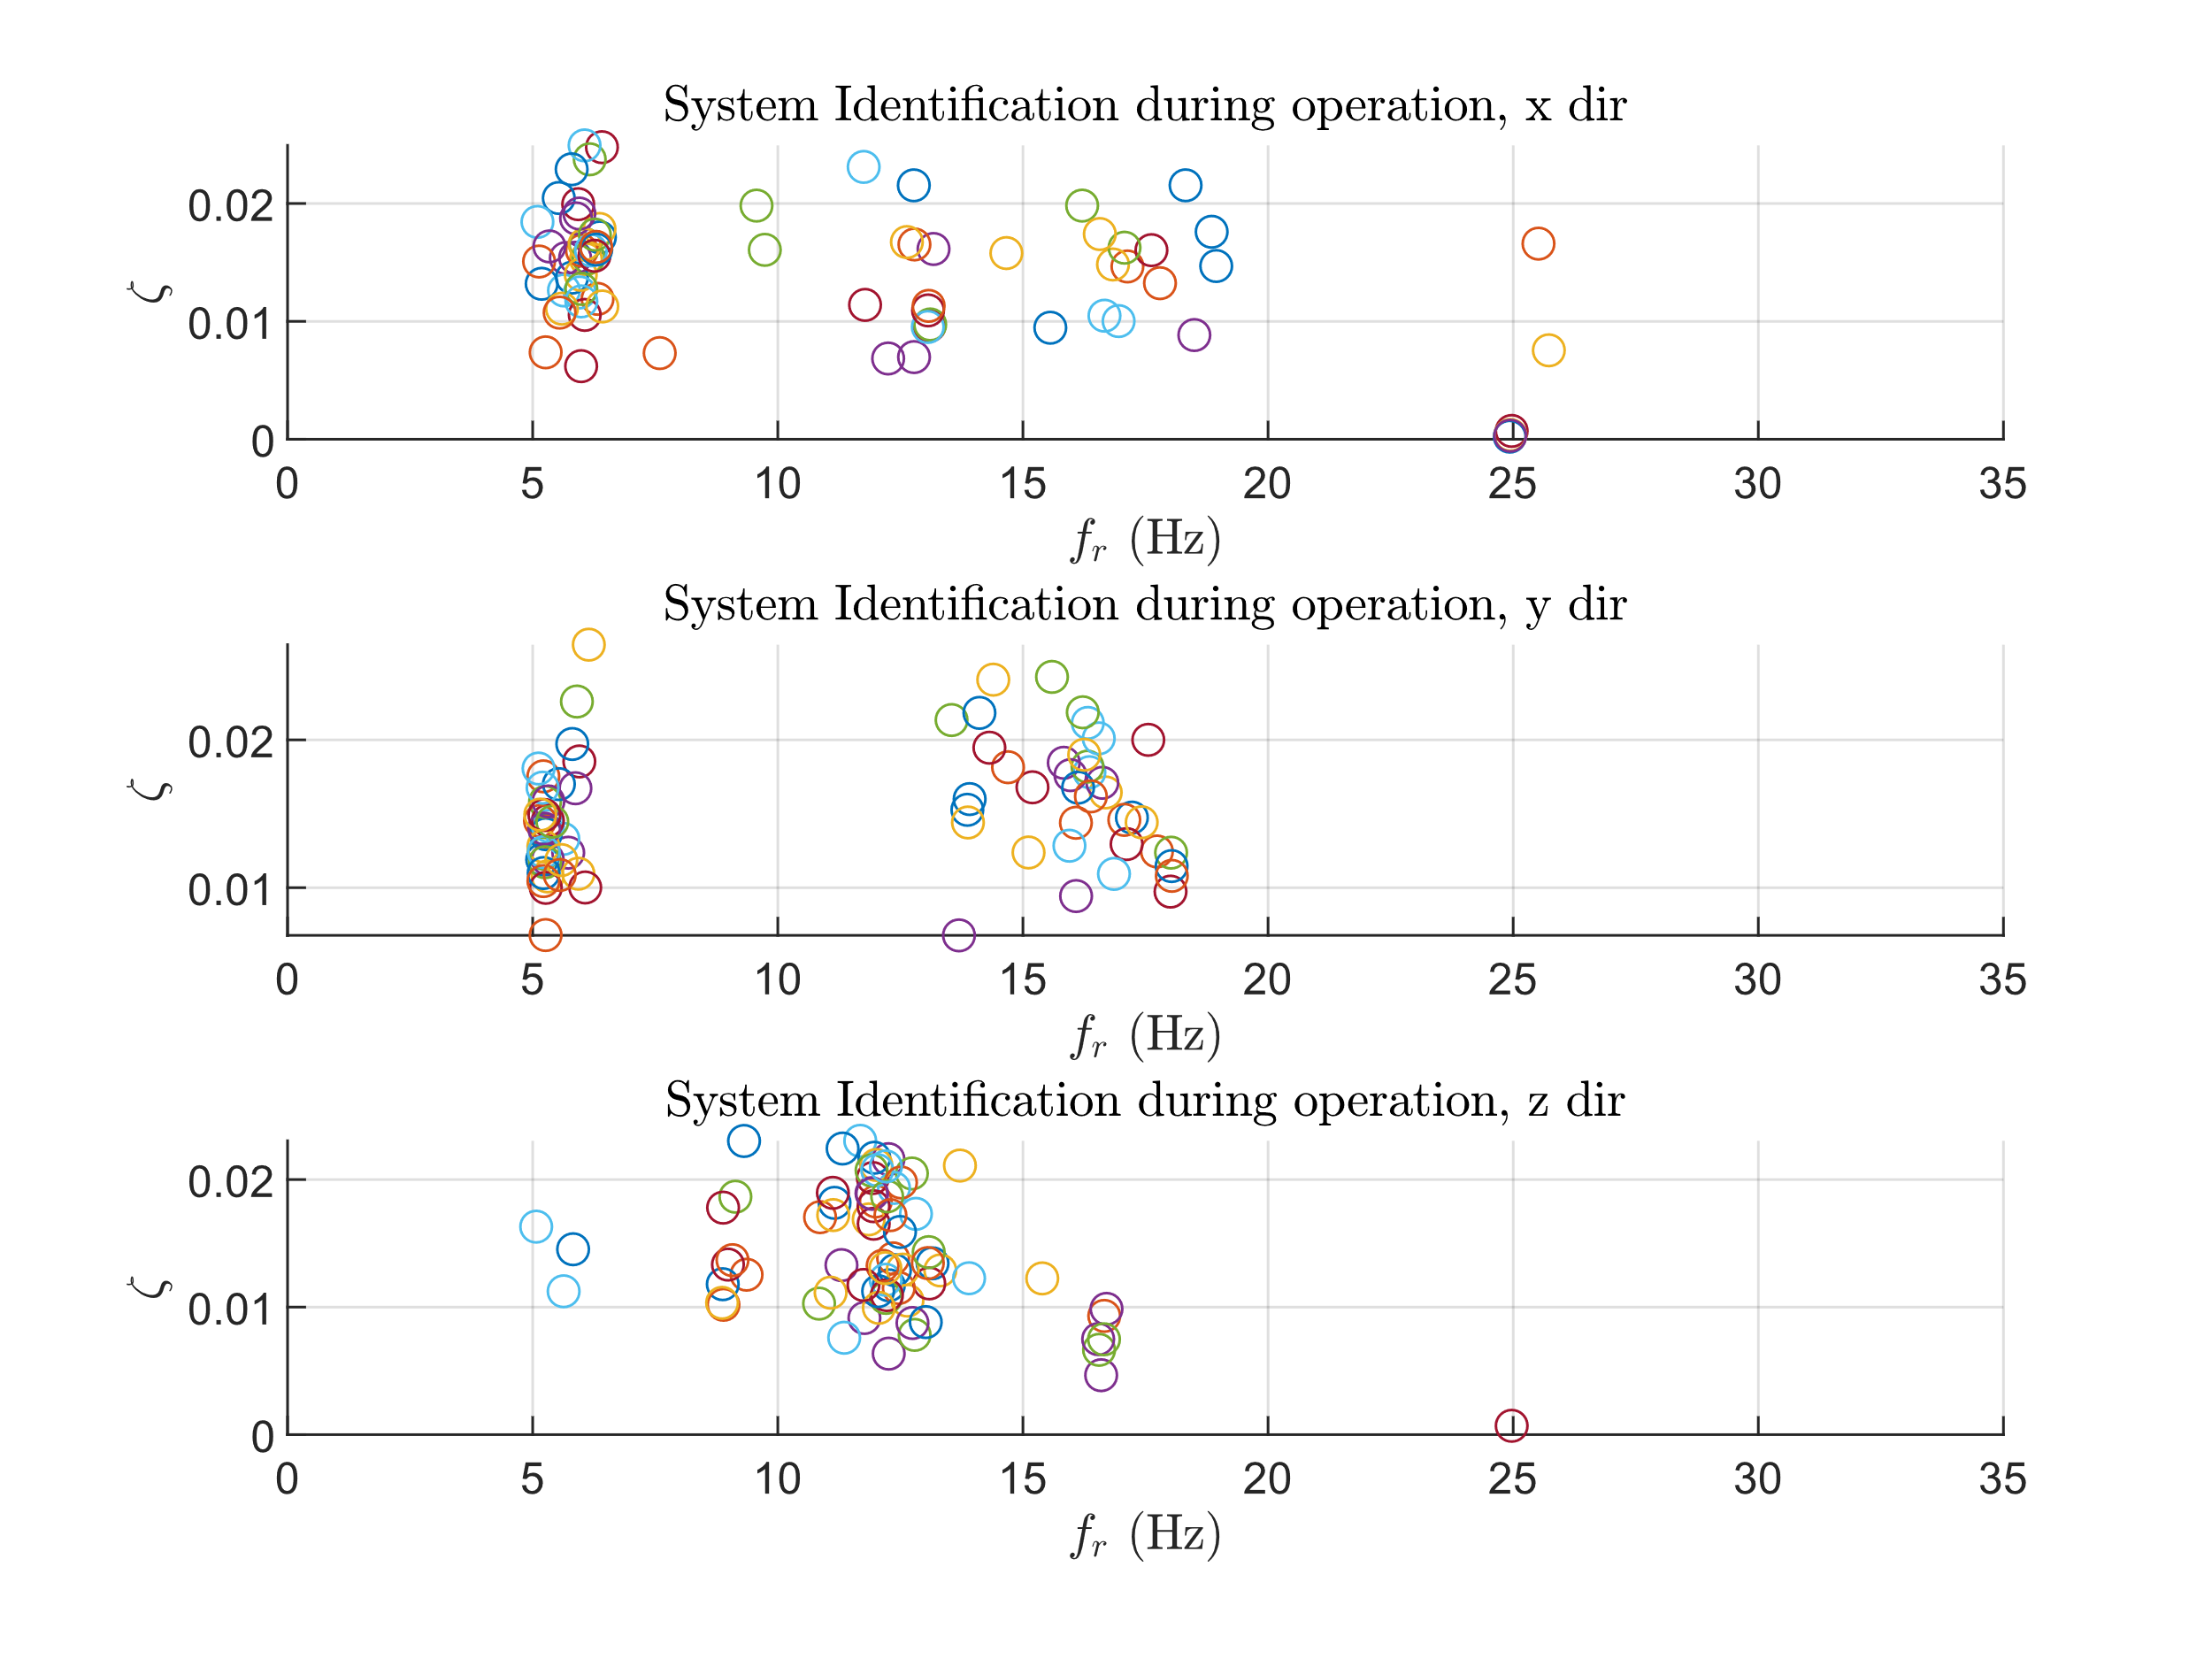 System Identification during operation, x dir
0.02
0.01
0
ζ
0 5 10 15 20 25 30 35
f_r (Hz)
System Identification during operation, y dir
0.02
0.01
ζ
0 5 10 15 20 25 30 35
f_r (Hz)
System Identification during operation, z dir
0.02
0.01
0
ζ
0 5 10 15 20 25 30 35
f_r (Hz)